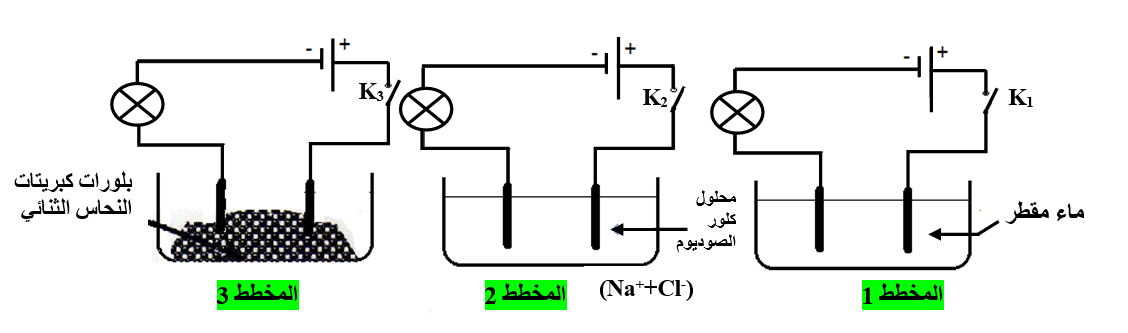 - +
K₃
بلورات كبريتات
النحاس الثنائي
المخطط 3
- +
K₂
محلول
كلور
الصوديوم
(Na⁺+Cl⁻)
المخطط 2
- +
K₁
ماء مقطر
المخطط 1